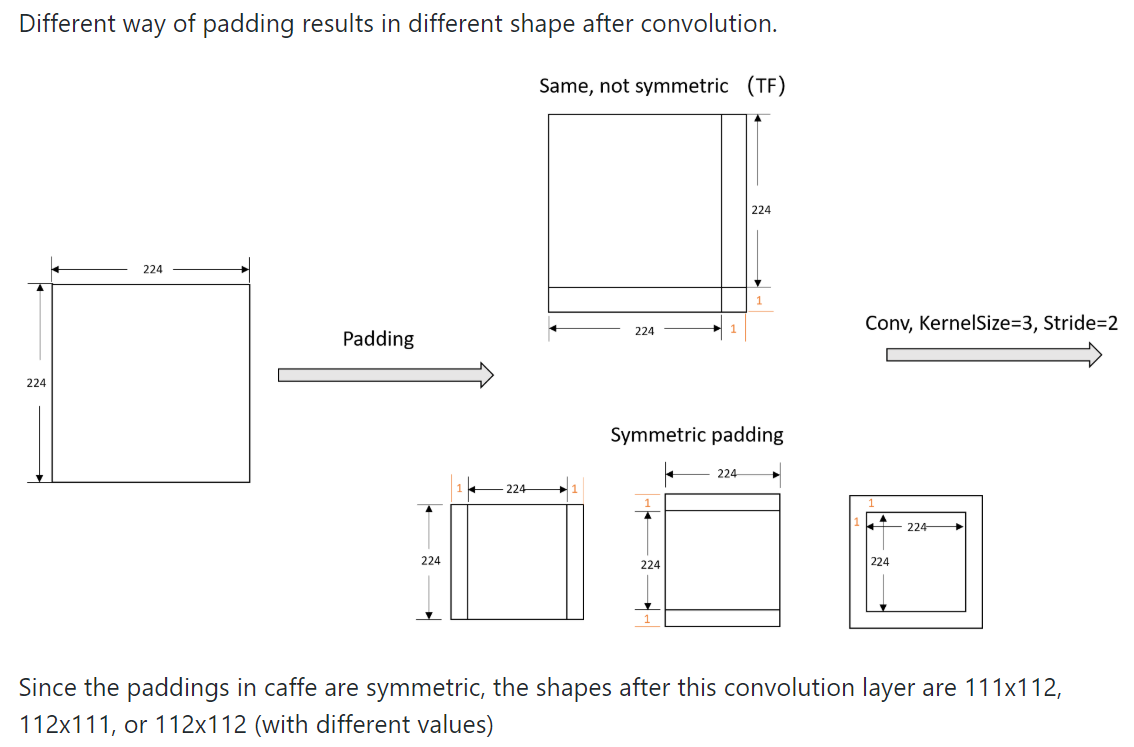 Different way of padding results in different shape after convolution.
Same, not symmetric (TF)
224
224
1
224
1
224
224
Padding
Conv, KernelSize=3, Stride=2
Symmetric padding
1
224
1
224
224
1
224
1
1
1
224
224
Since the paddings in caffe are symmetric, the shapes after this convolution layer are 111x112,
112x111, or 112x112 (with different values)